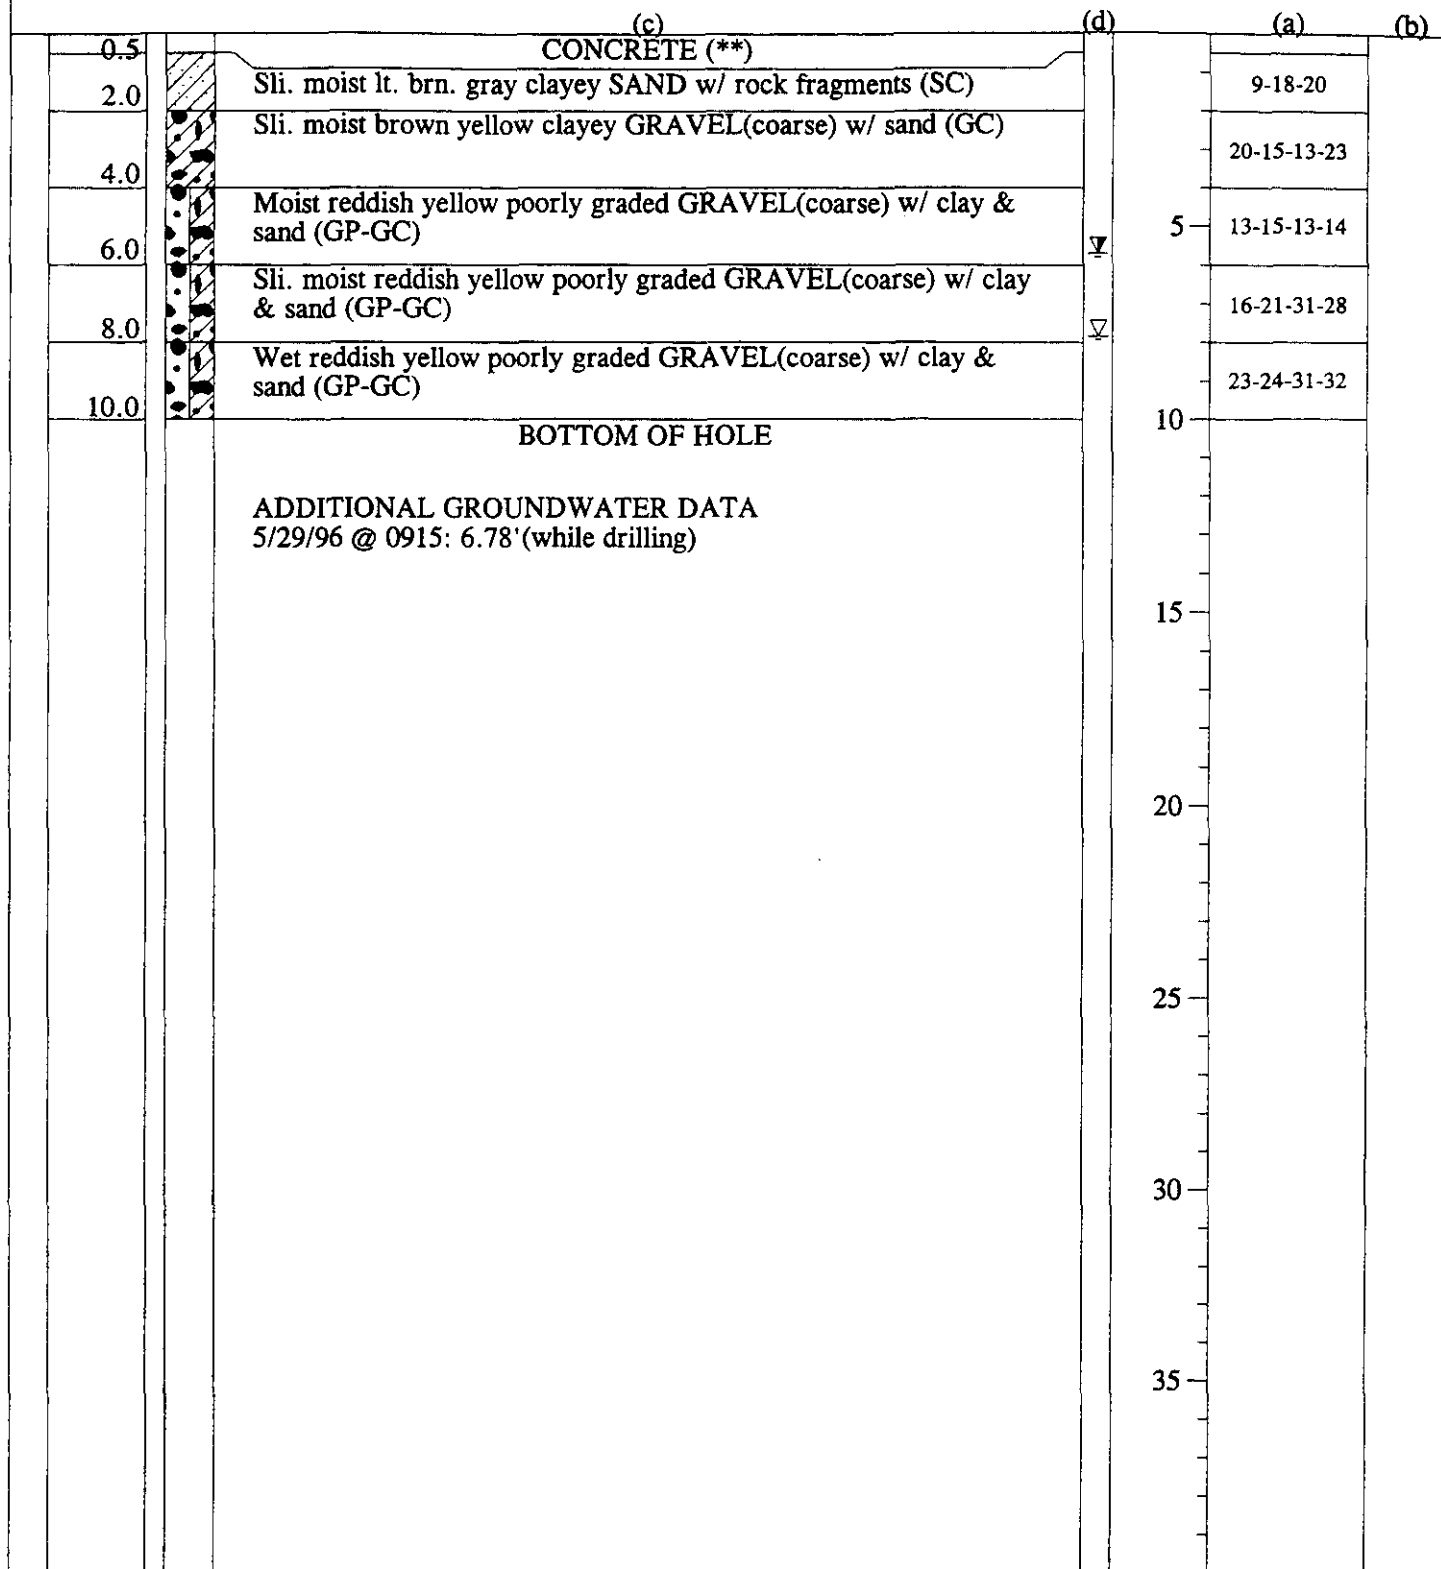 (c) (d) (a) (b)
0.5 CONCRETE (**)
Sli. moist lt. brn. gray clayey SAND w/ rock fragments (SC) 9-18-20
2.0
Sli. moist brown yellow clayey GRAVEL(coarse) w/ sand (GC)
20-15-13-23
4.0
Moist reddish yellow poorly graded GRAVEL(coarse) w/ clay &
sand (GP-GC) 5 13-15-13-14
6.0
Sli. moist reddish yellow poorly graded GRAVEL(coarse) w/ clay
& sand (GP-GC) 16-21-31-28
8.0
Wet reddish yellow poorly graded GRAVEL(coarse) w/ clay &
sand (GP-GC) 23-24-31-32
10.0 10
BOTTOM OF HOLE
ADDITIONAL GROUNDWATER DATA
5/29/96 @ 0915: 6.78'(while drilling)
15
20
25
30
35